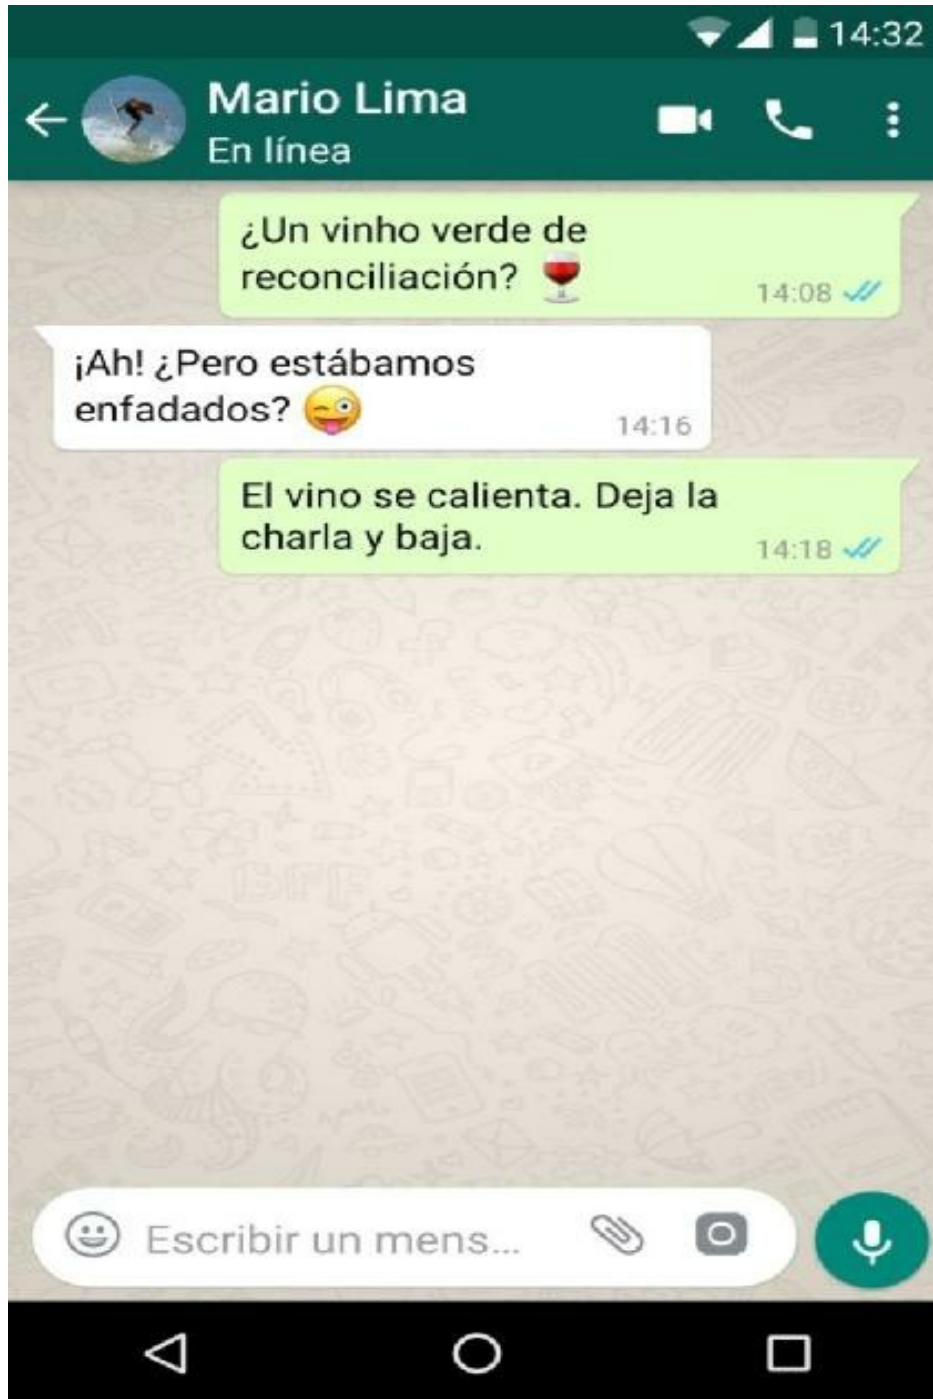 14:32
Mario Lima
En línea
¿Un vinho verde de
reconciliación? 🍷
14:08
¡Ah! ¿Pero estábamos
enfadados? 😜
14:16
El vino se calienta. Deja la
charla y baja.
14:18
Escribir un mens...